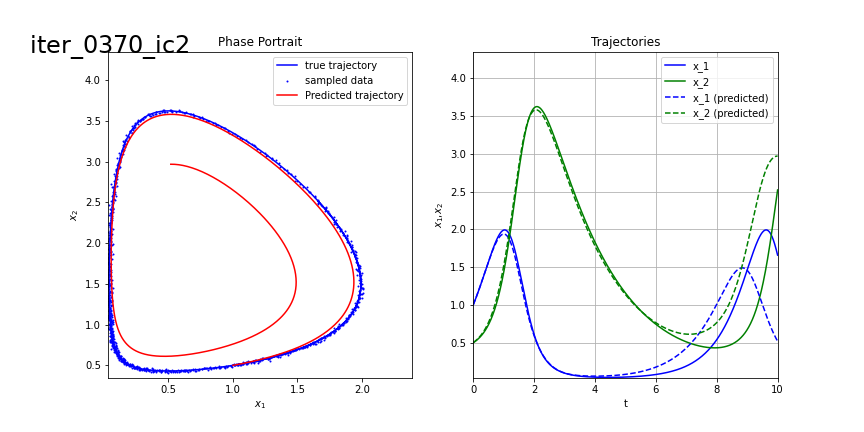 iter_0370_ic2
Phase Portrait
true trajectory
sampled data
Predicted trajectory
4.0
3.5
3.0
2.5
2.0
1.5
1.0
0.5
x₂
0.5 1.0 1.5 2.0
x₁
Trajectories
x_1
x_2
x_1 (predicted)
x_2 (predicted)
4.0
3.5
3.0
2.5
2.0
1.5
1.0
0.5
x₁,x₂
0 2 4 6 8 10
t